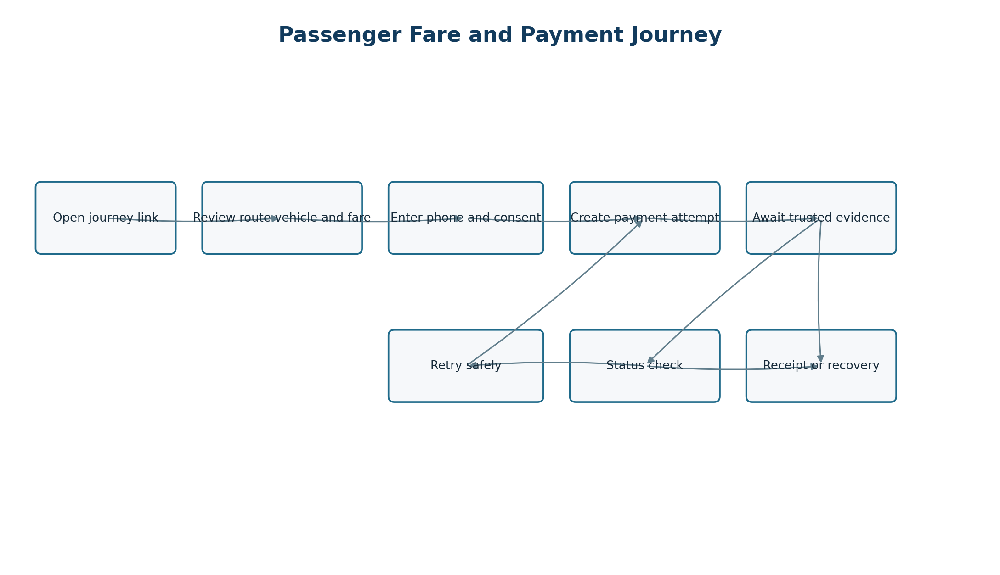 Passenger Fare and Payment Journey
Open journey link
Review route vehicle and fare
Enter phone and consent
Create payment attempt
Await trusted evidence
Retry safely
Status check
Receipt or recovery